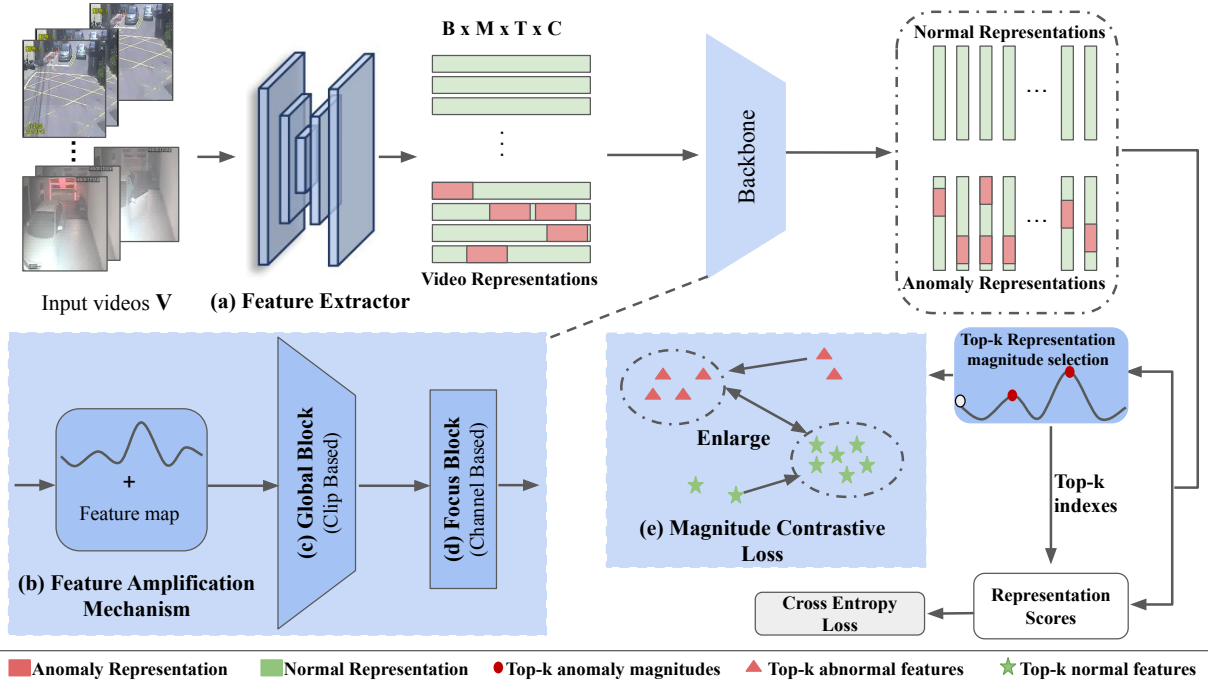 B x M x T x C
Normal Representations
...
Backbone
...
Input videos V
(a) Feature Extractor
Video Representations
Anomaly Representations
Top-k Representation
magnitude selection
+
Feature map
(b) Feature Amplification
Mechanism
(c) Global Block
(Clip Based)
(d) Focus Block
(Channel Based)
Enlarge
(e) Magnitude Contrastive
Loss
Top-k
indexes
Cross Entropy
Loss
Representation
Scores
Anomaly Representation
Normal Representation
Top-k anomaly magnitudes
Top-k abnormal features
Top-k normal features